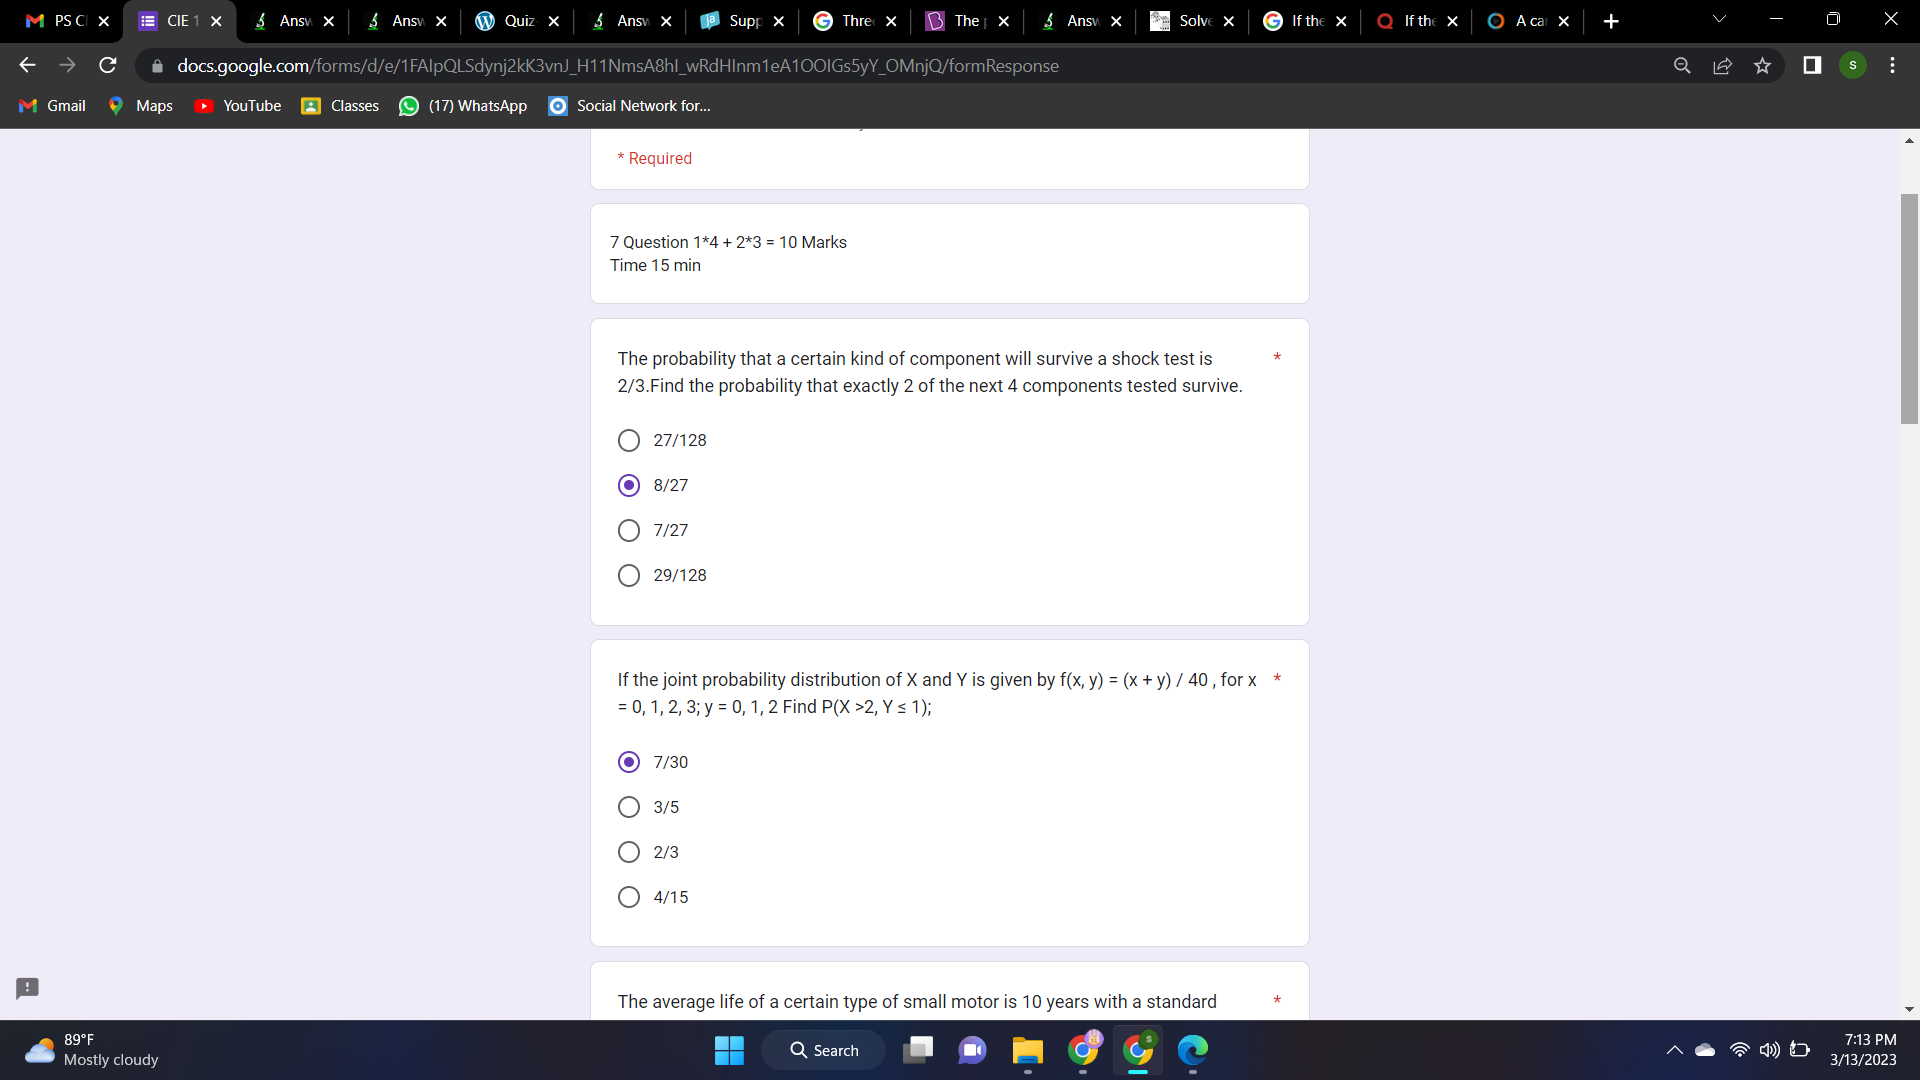 PS C
CIE 1
Answ
Answ
Quiz
Answ
Supp
Three
The p
Answ
Solve
If the
If the
A ca
docs.google.com/forms/d/e/1FAIpQLSdynj2kK3vnJ_H11NmsA8hI_wRdHInm1eA1OOIGs5yY_OMnjQ/formResponse
S
Gmail
Maps
YouTube
Classes
(17) WhatsApp
Social Network for...
* Required
7 Question 1*4 + 2*3 = 10 Marks
Time 15 min
The probability that a certain kind of component will survive a shock test is *
2/3.Find the probability that exactly 2 of the next 4 components tested survive.
27/128
8/27
7/27
29/128
If the joint probability distribution of X and Y is given by f(x, y) = (x + y) / 40 , for x *
= 0, 1, 2, 3; y = 0, 1, 2 Find P(X >2, Y ≤ 1);
7/30
3/5
2/3
4/15
The average life of a certain type of small motor is 10 years with a standard *
89°F
Mostly cloudy
Search
7:13 PM
3/13/2023